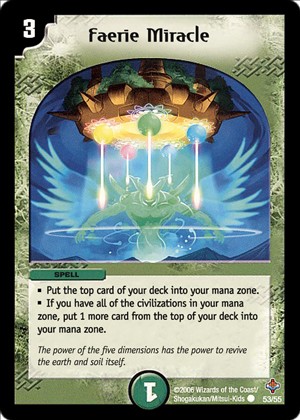 3
Faerie Miracle
SPELL
▪ Put the top card of your deck into your mana zone.
▪ If you have all of the civilizations in your mana
zone, put 1 more card from the top of your deck into
your mana zone.
The power of the five dimensions has the power to revive
the earth and soil itself.
1
©2006 Wizards of the Coast/
Shogakukan/Mitsui-Kids
53/55